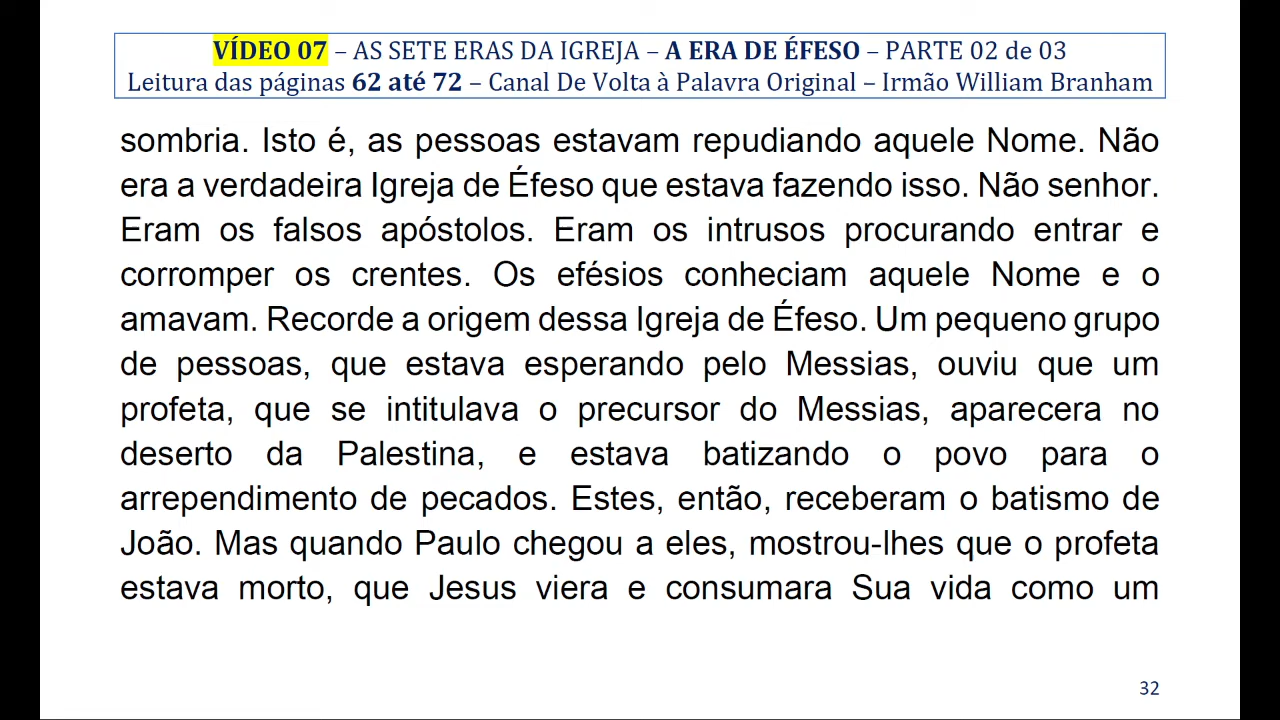 VÍDEO 07 – AS SETE ERAS DA IGREJA – A ERA DE ÉFESO – PARTE 02 de 03
Leitura das páginas 62 até 72 – Canal De Volta à Palavra Original – Irmão William Branham
sombria. Isto é, as pessoas estavam repudiando aquele Nome. Não
era a verdadeira Igreja de Éfeso que estava fazendo isso. Não senhor.
Eram os falsos apóstolos. Eram os intrusos procurando entrar e
corromper os crentes. Os efésios conheciam aquele Nome e o
amavam. Recorde a origem dessa Igreja de Éfeso. Um pequeno grupo
de pessoas, que estava esperando pelo Messias, ouviu que um
profeta, que se intitulava o precursor do Messias, aparecera no
deserto da Palestina, e estava batizando o povo para o
arrependimento de pecados. Estes, então, receberam o batismo de
João. Mas quando Paulo chegou a eles, mostrou-lhes que o profeta
estava morto, que Jesus viera e consumara Sua vida como um
32